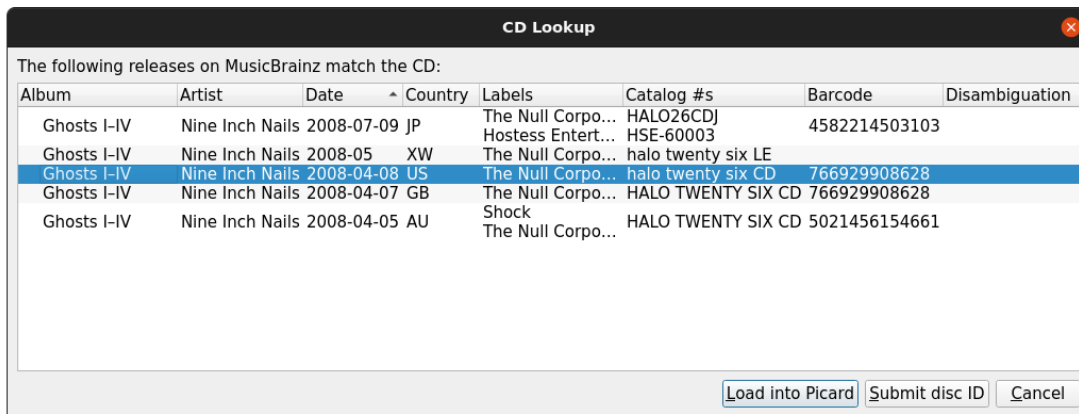 CD Lookup
The following releases on MusicBrainz match the CD:
Album Artist Date Country Labels Catalog #s Barcode Disambiguation
Ghosts I–IV Nine Inch Nails 2008-07-09 JP The Null Corpo... HALO26CDJ 4582214503103
Hostess Entert... HSE-60003
Ghosts I–IV Nine Inch Nails 2008-05 XW The Null Corpo... halo twenty six LE
Ghosts I–IV Nine Inch Nails 2008-04-08 US The Null Corpo... halo twenty six CD 766929908628
Ghosts I–IV Nine Inch Nails 2008-04-07 GB The Null Corpo... HALO TWENTY SIX CD 766929908628
Ghosts I–IV Nine Inch Nails 2008-04-05 AU Shock HALO TWENTY SIX CD 5021456154661
The Null Corpo...
Load into Picard Submit disc ID Cancel